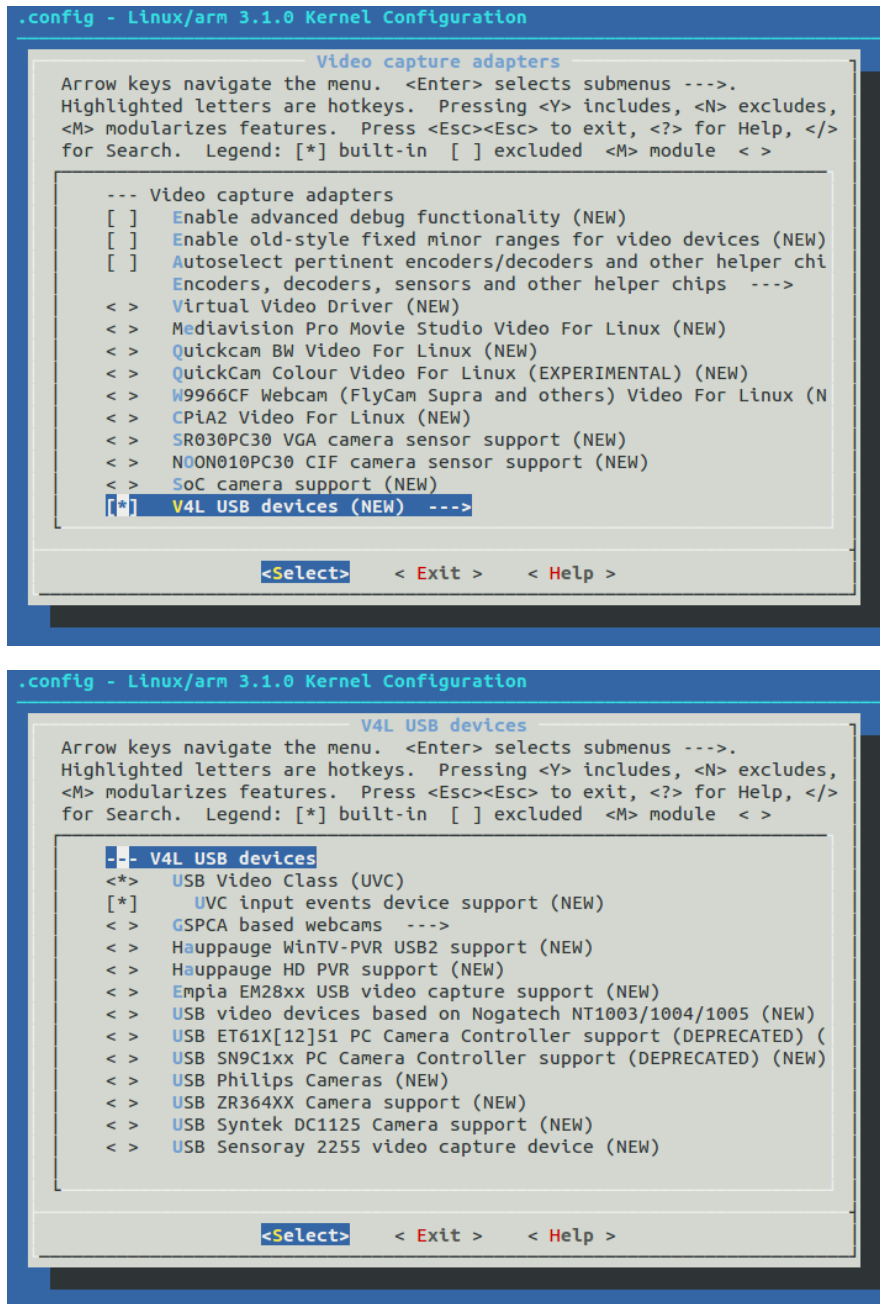 .config - Linux/arm 3.1.0 Kernel Configuration
Video capture adapters
Arrow keys navigate the menu.  <Enter> selects submenus --->.
Highlighted letters are hotkeys.  Pressing <Y> includes, <N> excludes,
<M> modularizes features.  Press <Esc><Esc> to exit, <?> for Help, </>
for Search.  Legend: [*] built-in  [ ] excluded  <M> module  < >
--- Video capture adapters
[ ]   Enable advanced debug functionality (NEW)
[ ]   Enable old-style fixed minor ranges for video devices (NEW)
[ ]   Autoselect pertinent encoders/decoders and other helper chi
Encoders, decoders, sensors and other helper chips  --->
< >   Virtual Video Driver (NEW)
< >   Mediavision Pro Movie Studio Video For Linux (NEW)
< >   Quickcam BW Video For Linux (NEW)
< >   QuickCam Colour Video For Linux (EXPERIMENTAL) (NEW)
< >   W9966CF Webcam (FlyCam Supra and others) Video For Linux (N
< >   CPiA2 Video For Linux (NEW)
< >   SR030PC30 VGA camera sensor support (NEW)
< >   NOON010PC30 CIF camera sensor support (NEW)
< >   SoC camera support (NEW)
[*]   V4L USB devices (NEW)  --->
<Select>    < Exit >    < Help >
.config - Linux/arm 3.1.0 Kernel Configuration
V4L USB devices
Arrow keys navigate the menu.  <Enter> selects submenus --->.
Highlighted letters are hotkeys.  Pressing <Y> includes, <N> excludes,
<M> modularizes features.  Press <Esc><Esc> to exit, <?> for Help, </>
for Search.  Legend: [*] built-in  [ ] excluded  <M> module  < >
--- V4L USB devices
<*>   USB Video Class (UVC)
[*]     UVC input events device support (NEW)
< >   GSPCA based webcams  --->
< >   Hauppauge WinTV-PVR USB2 support (NEW)
< >   Hauppauge HD PVR support (NEW)
< >   Empia EM28xx USB video capture support (NEW)
< >   USB video devices based on Nogatech NT1003/1004/1005 (NEW)
< >   USB ET61X[12]51 PC Camera Controller support (DEPRECATED) (
< >   USB SN9C1xx PC Camera Controller support (DEPRECATED) (NEW)
< >   USB Philips Cameras (NEW)
< >   USB ZR364XX Camera support (NEW)
< >   USB Syntek DC1125 Camera support (NEW)
< >   USB Sensoray 2255 video capture device (NEW)
<Select>    < Exit >    < Help >